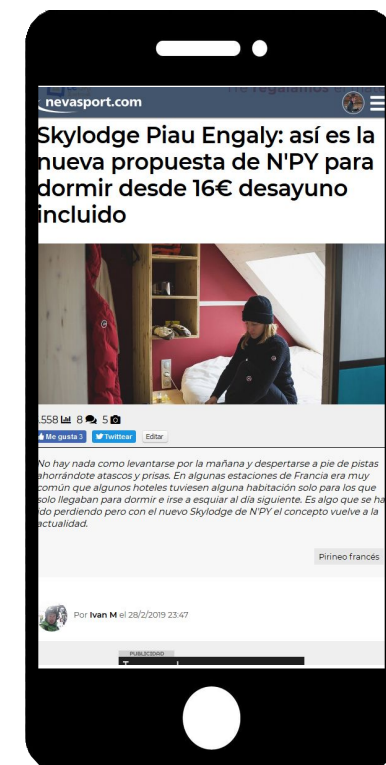 Tre regalamos
nevasport.com
Skylodge Piau Engaly: así es la
nueva propuesta de N'PY para
dormir desde 16€ desayuno
incluido
.558 8 5
Me gusta 3 Twittear Editar
No hay nada como levantarse por la mañana y despertarse a pie de pistas
ahorrándote atascos y prisas. En algunas estaciones de Francia era muy
común que algunos hoteles tuviesen alguna habitación solo para los que
solo llegaban para dormir e irse a esquiar al día siguiente. Es algo que se ha
ido perdiendo pero con el nuevo Skylodge de N'PY el concepto vuelve a la
actualidad.
Pirineo francés
Por Ivan M el 28/2/2019 23:47
PUBLICIDAD